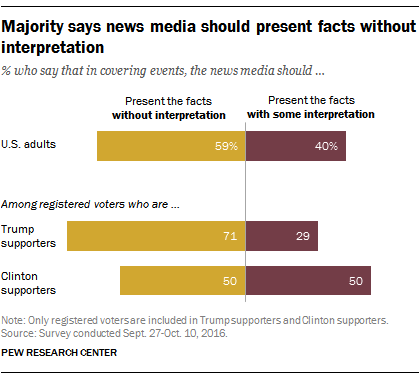 Majority says news media should present facts without
interpretation
% who say that in covering events, the news media should ...
Present the facts
without interpretation
Present the facts
with some interpretation
U.S. adults
59%
40%
Among registered voters who are ...
Trump
supporters
71
29
Clinton
supporters
50
50
Note: Only registered voters are included in Trump supporters and Clinton supporters.
Source: Survey conducted Sept. 27-Oct. 10, 2016.
PEW RESEARCH CENTER